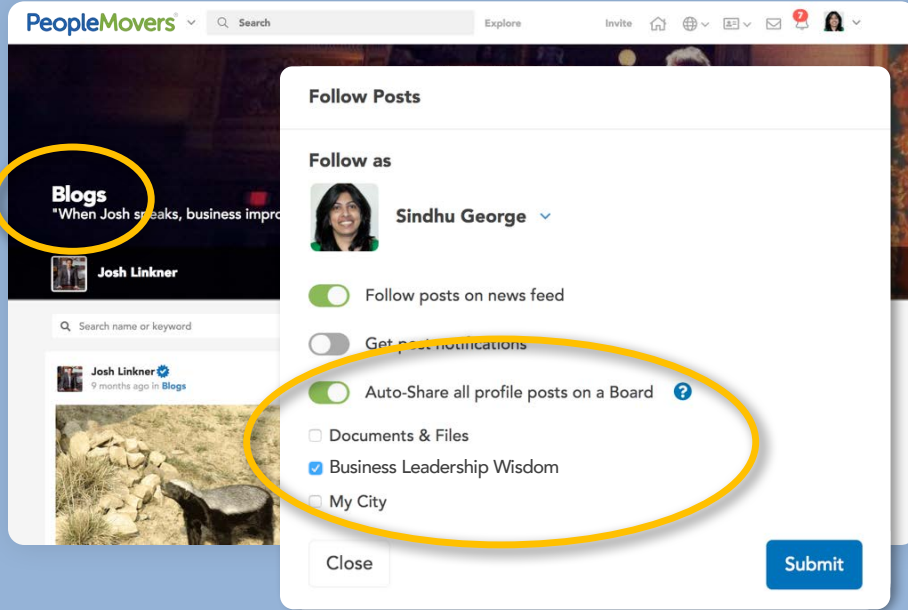 PeopleMovers®
Search
Explore
Invite
7
Blogs
"When Josh speaks, business impro
Josh Linkner
Search name or keyword
Josh Linkner
9 months ago in Blogs
Follow Posts
Follow as
Sindhu George
Follow posts on news feed
Get post notifications
Auto-Share all profile posts on a Board ?
Documents & Files
Business Leadership Wisdom
My City
Close
Submit